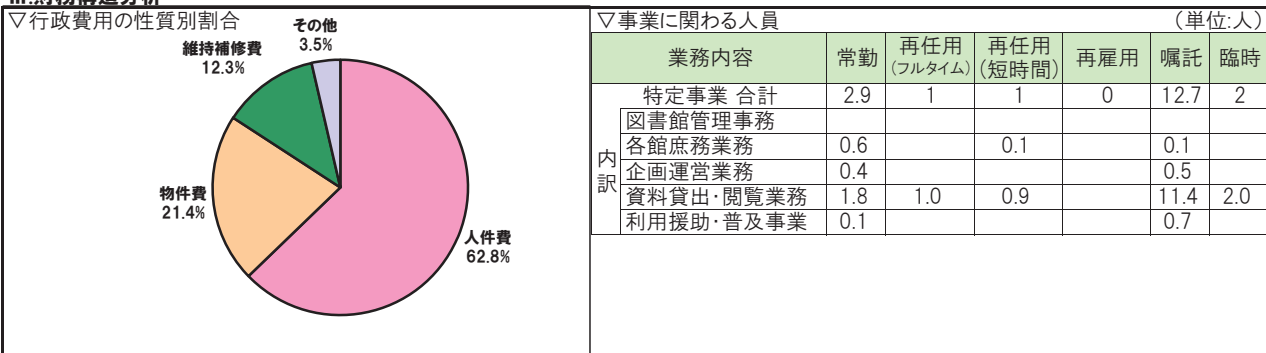 Ⅲ.財務構造分析
▽行政費用の性質別割合
その他
3.5%
維持補修費
12.3%
物件費
21.4%
人件費
62.8%
▽事業に関わる人員 (単位:人)
業務内容 常勤 再任用(フルタイム) 再任用(短時間) 再雇用 嘱託 臨時
特定事業 合計 2.9 1 1 0 12.7 2
内訳
図書館管理事務
各館庶務業務 0.6 0.1 0.1
企画運営業務 0.4 0.5
資料貸出・閲覧業務 1.8 1.0 0.9 11.4 2.0
利用援助・普及事業 0.1 0.7